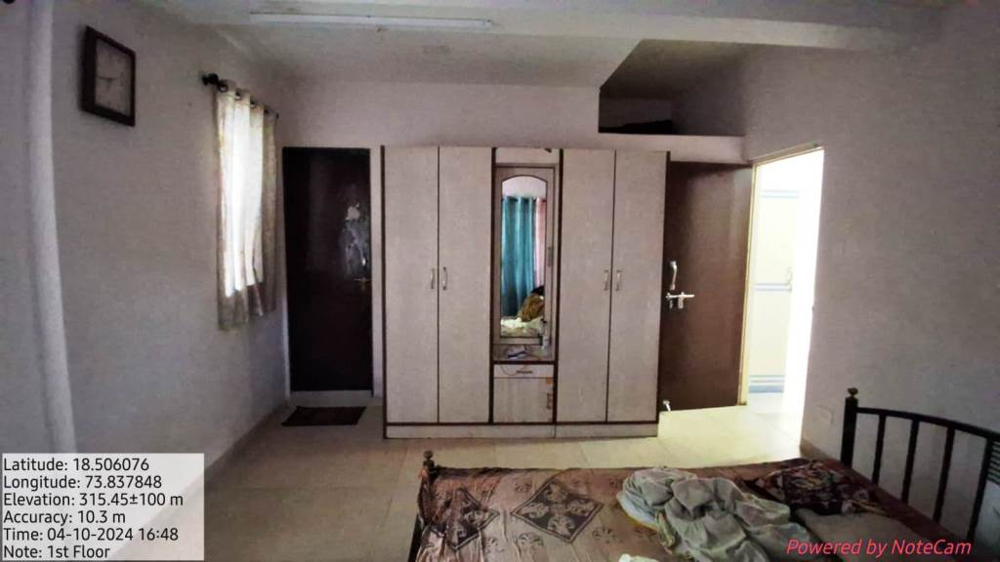 Latitude: 18.506076
Longitude: 73.837848
Elevation: 315.45±100 m
Accuracy: 10.3 m
Time: 04-10-2024 16:48
Note: 1st Floor
Powered by NoteCam